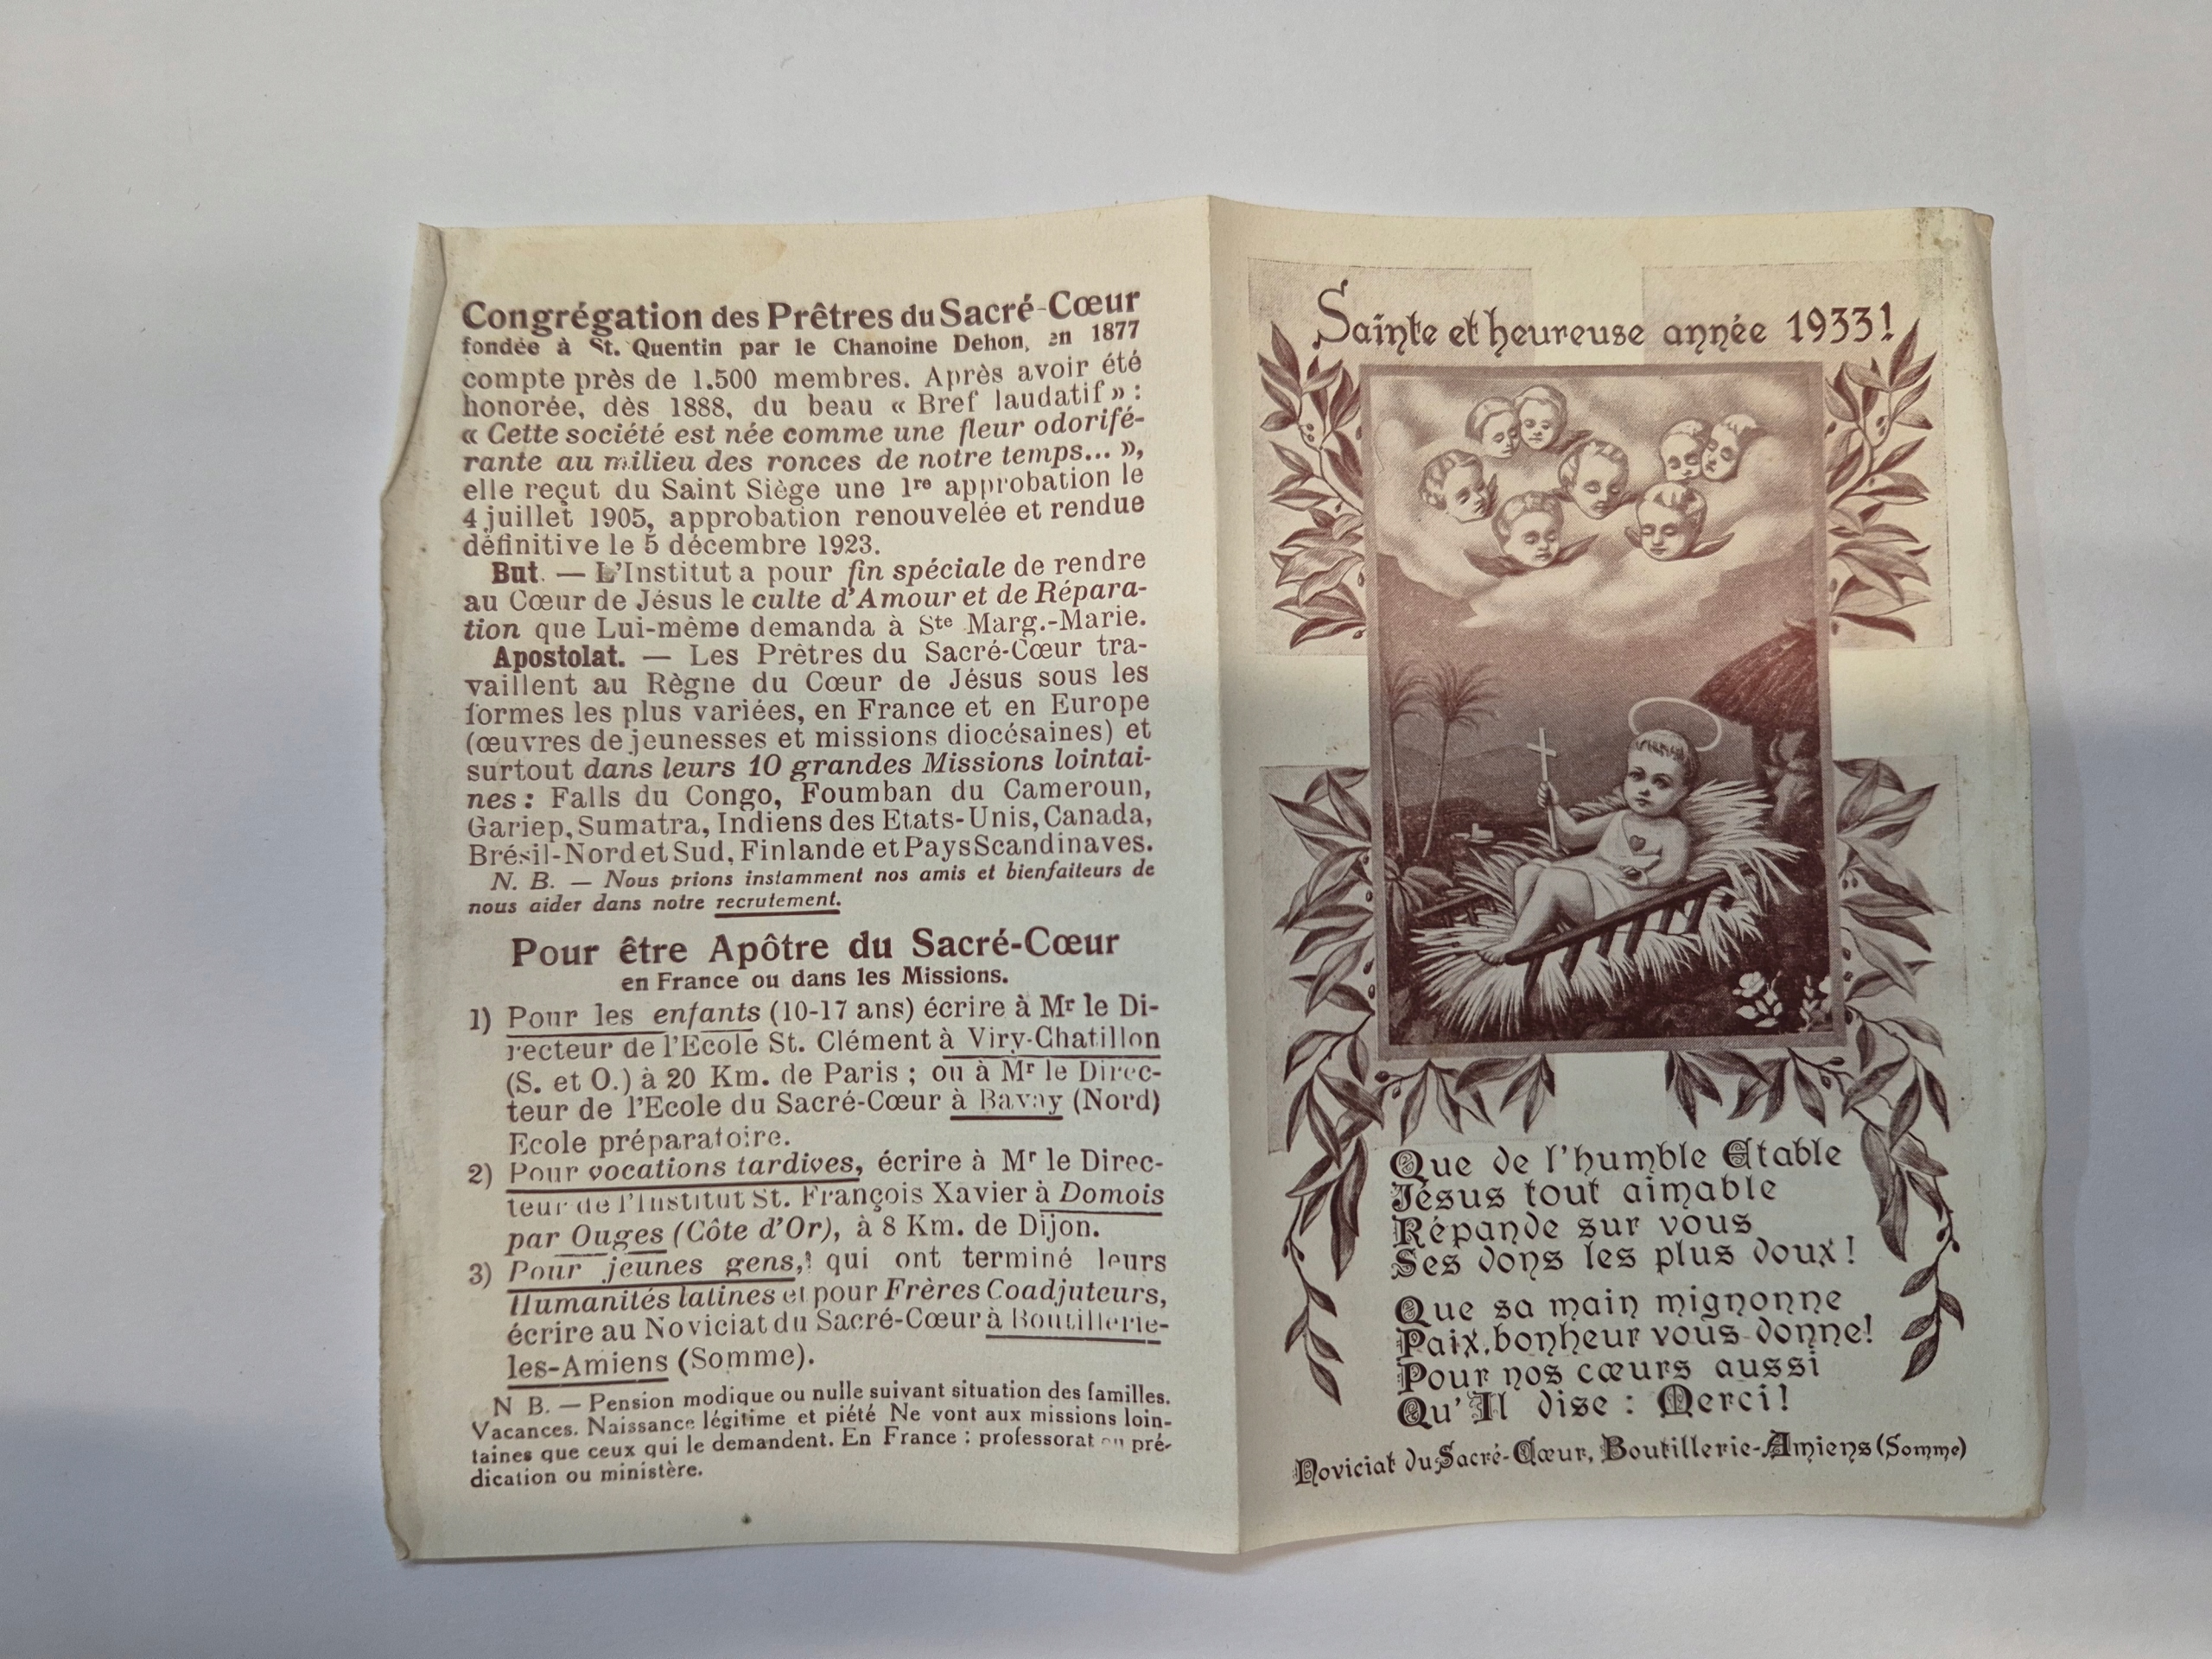 Congrégation des Prêtres du Sacré-Cœur
fondée à St. Quentin par le Chanoine Dehon, en 1877
compte près de 1.500 membres. Après avoir été
honorée, dès 1888, du beau « Bref laudatif » :
« Cette société est née comme une fleur odorifé-
rante au milieu des ronces de notre temps... »,
elle reçut du Saint Siège une 1re approbation le
4 juillet 1905, approbation renouvelée et rendue
définitive le 5 décembre 1923.
But. — L'Institut a pour fin spéciale de rendre
au Cœur de Jésus le culte d'Amour et de Répara-
tion que Lui-même demanda à Ste Marg.-Marie.
Apostolat. — Les Prêtres du Sacré-Cœur tra-
vaillent au Règne du Cœur de Jésus sous les
formes les plus variées, en France et en Europe
(œuvres de jeunesses et missions diocésaines) et
surtout dans leurs 10 grandes Missions lointai-
nes : Falls du Congo, Foumban du Cameroun,
Gariep, Sumatra, Indiens des Etats-Unis, Canada,
Brésil-Nord et Sud, Finlande et Pays Scandinaves.
N. B. — Nous prions instamment nos amis et bienfaiteurs de
nous aider dans notre recrutement.
Pour être Apôtre du Sacré-Cœur
en France ou dans les Missions.
1) Pour les enfants (10-17 ans) écrire à Mr le Di-
recteur de l'Ecole St. Clément à Viry-Chatillon
(S. et O.) à 20 Km. de Paris ; ou à Mr le Direc-
teur de l'Ecole du Sacré-Cœur à Bavay (Nord)
Ecole préparatoire.
2) Pour vocations tardives, écrire à Mr le Direc-
teur de l'Institut St. François Xavier à Domois
par Ouges (Côte d'Or), à 8 Km. de Dijon.
3) Pour jeunes gens, qui ont terminé leurs
Humanités latines et pour Frères Coadjuteurs,
écrire au Noviciat du Sacré-Cœur à Boutillerie-
les-Amiens (Somme).
N B. — Pension modique ou nulle suivant situation des familles.
Vacances. Naissance légitime et piété Ne vont aux missions loin-
taines que ceux qui le demandent. En France : professorat ou pré-
dication ou ministère.
Sainte et heureuse année 1933!
Que de l'humble Etable
Jésus tout aimable
Répande sur vous
Ses dons les plus doux!
Que sa main mignonne
Paix, bonheur vous donne!
Pour nos cœurs aussi
Qu'Il dise : Merci!
Noviciat du Sacré-Cœur, Boutillerie-Amiens (Somme)